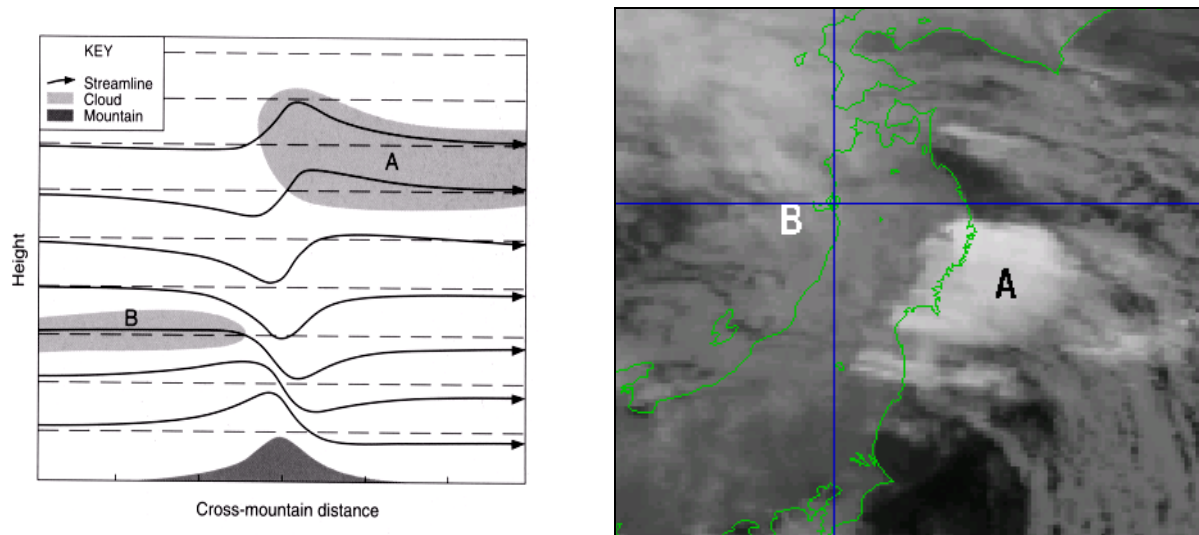 KEY
Streamline
Cloud
Mountain
A
B
Height
Cross-mountain distance
B
A